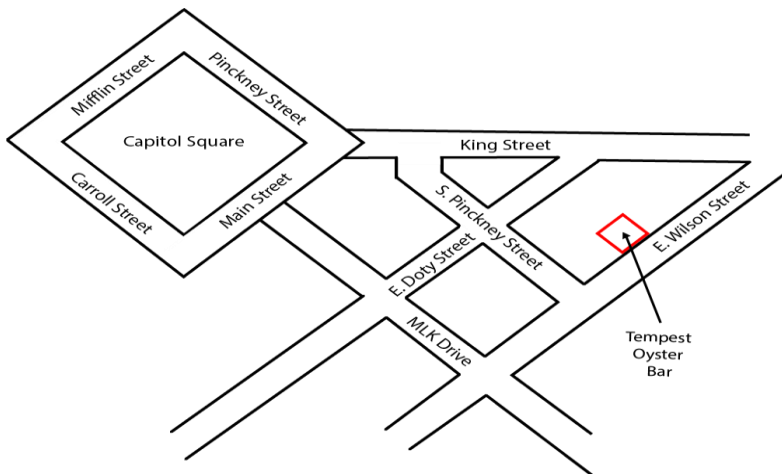 Mifflin Street
Pinckney Street
Capitol Square
King Street
Carroll Street
Main Street
S. Pinckney Street
E. Wilson Street
E. Doty Street
MLK Drive
Tempest
Oyster
Bar